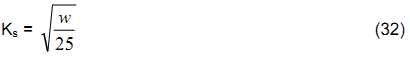 Kₛ = √(w/25) (32)